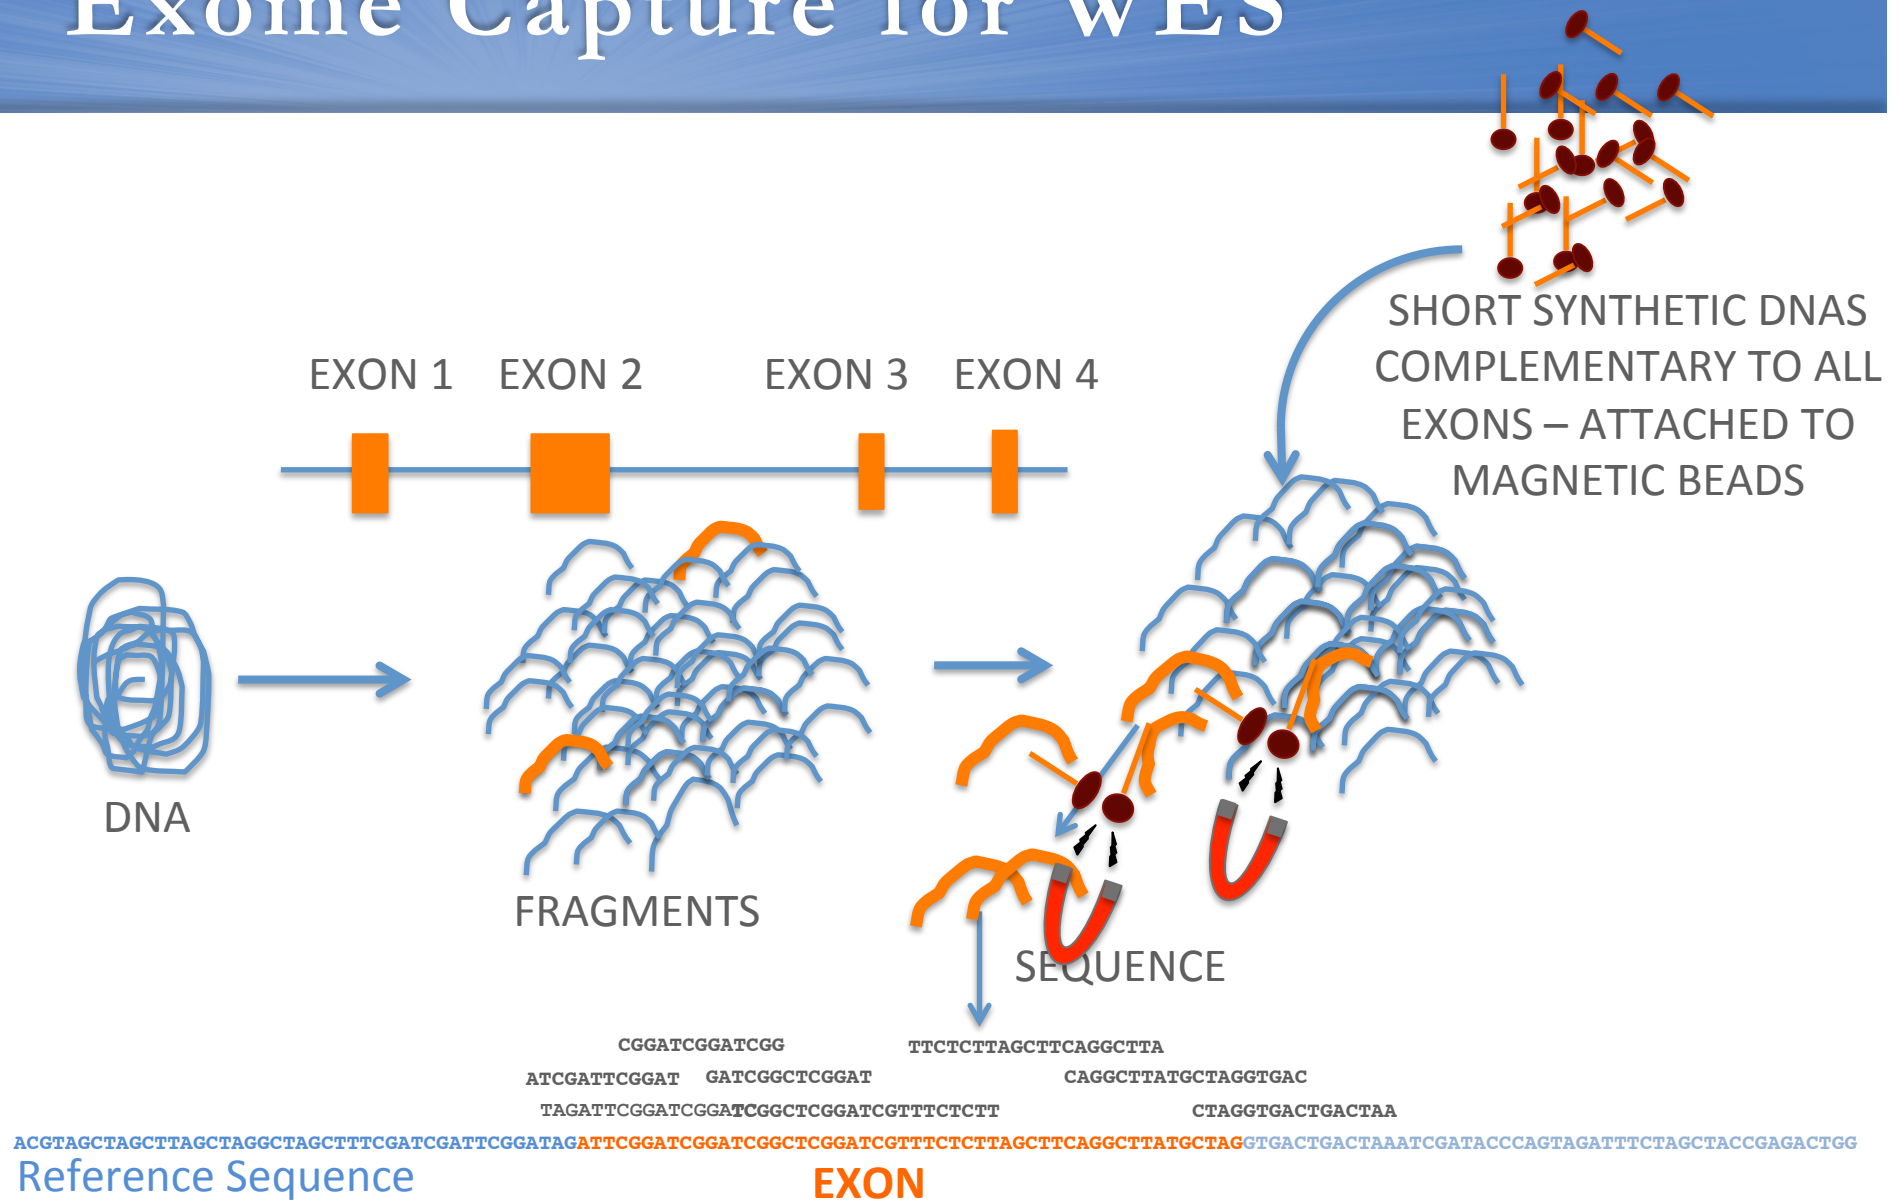 Exome Capture for WES
SHORT SYNTHETIC DNAS
COMPLEMENTARY TO ALL
EXONS – ATTACHED TO
MAGNETIC BEADS
EXON 1 EXON 2 EXON 3 EXON 4
DNA
FRAGMENTS
SEQUENCE
CGGATCGGATCGG TTCTCTTAGCTTCAGGCTTA
ATCGATTCGGAT GATCGGCTCGGAT CAGGCTTATGCTAGGTGAC
TAGATTCGGATCGGATCGGCTCGGATCGTTTCTCTT CTAGGTGACTGACTAA
ACGTAGCTAGCTTAGCTAGGCTAGCTTTCGATCGATTCGGATAGATTCGGATCGGATCGGCTCGGATCGTTTCTCTTAGCTTCAGGCTTATGCTAGGTGACTGACTAAATCGATACCCAGTAGATTTCTAGCTACCGAGACTGG
Reference Sequence EXON